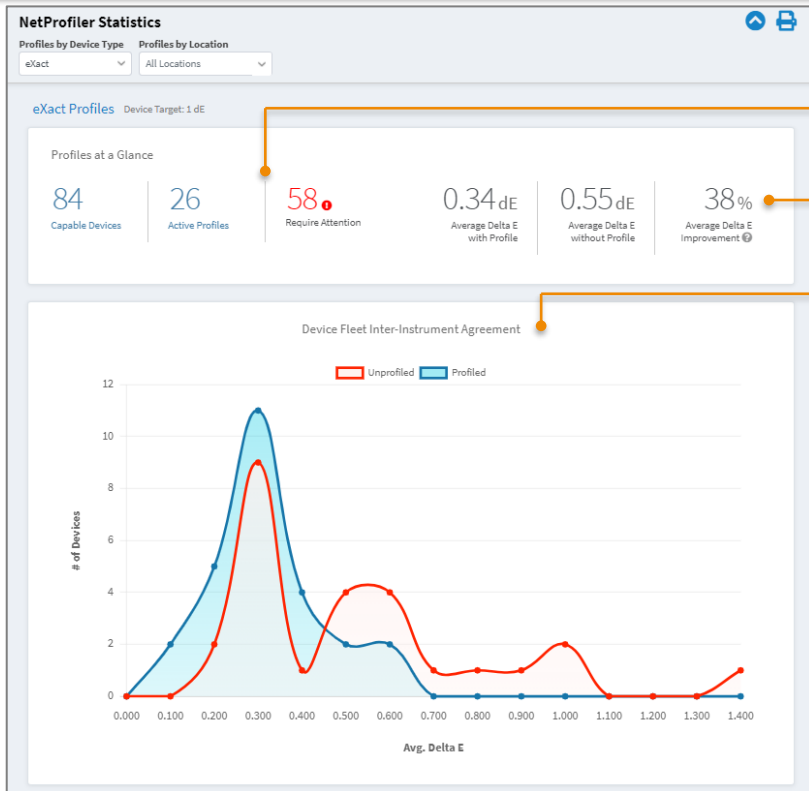 NetProfiler Statistics
Profiles by Device Type Profiles by Location
eXact All Locations
eXact Profiles Device Target: 1 dE
Profiles at a Glance
84 26 58 0.34 dE 0.55 dE 38%
Capable Devices Active Profiles Require Attention Average Delta E Average Delta E Average Delta E
with Profile without Profile Improvement
Device Fleet Inter-Instrument Agreement
Unprofiled Profiled
12
10
8
6
4
2
0
# of Devices
0.000 0.100 0.200 0.300 0.400 0.500 0.600 0.700 0.800 0.900 1.000 1.100 1.200 1.300 1.400
Avg. Delta E